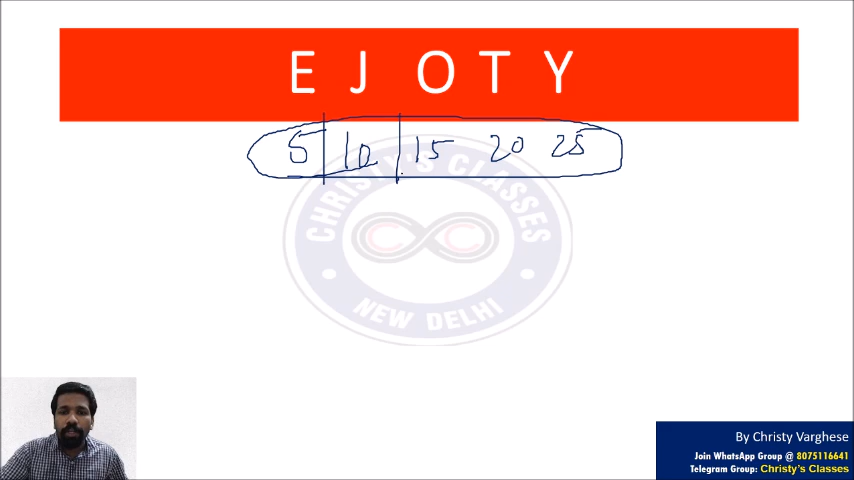 E J O T Y
5 10 15 20 25
CHRISTY'S CLASSES
CC
NEW DELHI
By Christy Varghese
Join WhatsApp Group @ 8075116641
Telegram Group: Christy's Classes